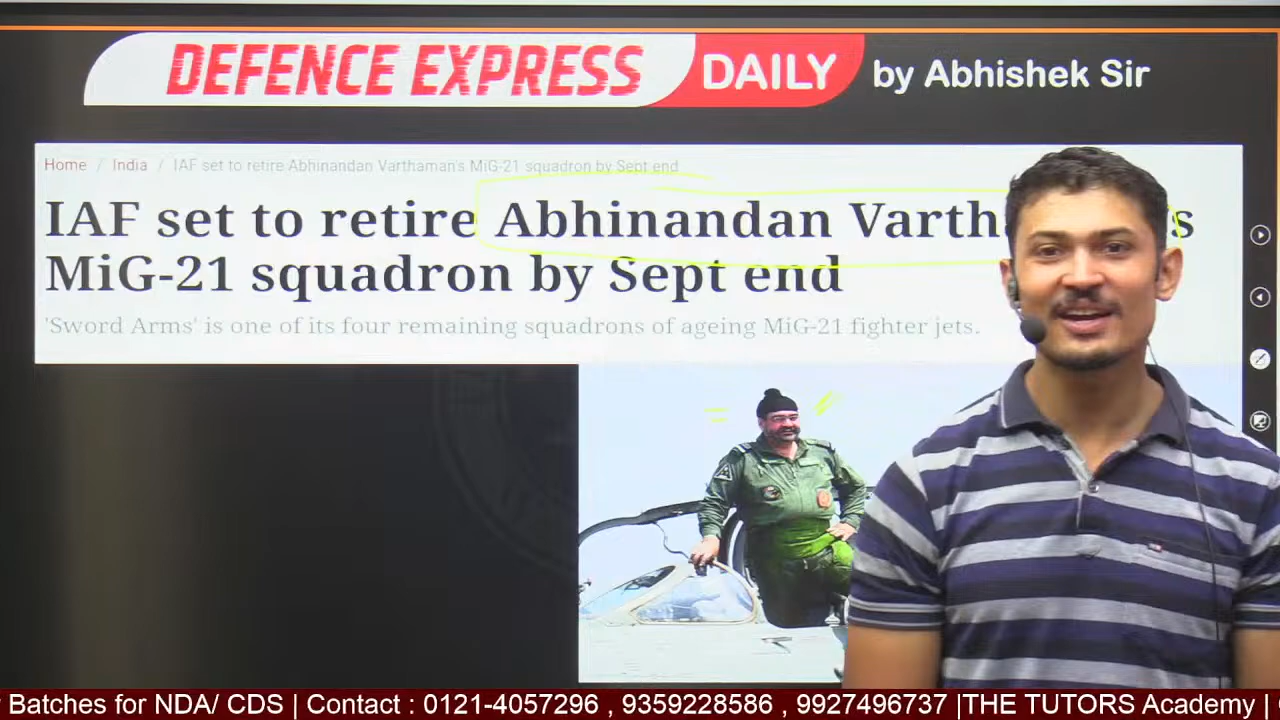 DEFENCE EXPRESS DAILY by Abhishek Sir
Home / India / IAF set to retire Abhinandan Varthaman's MiG-21 squadron by Sept end
IAF set to retire Abhinandan
MiG-21 squadron by Sept end
'Sword Arms' is one of its four remaining squadrons of ageing MiG-21 fighter jets.
Batches for NDA/ CDS | Contact : 0121-4057296 , 9359228586 , 9927496737 |THE TUTORS Academy |